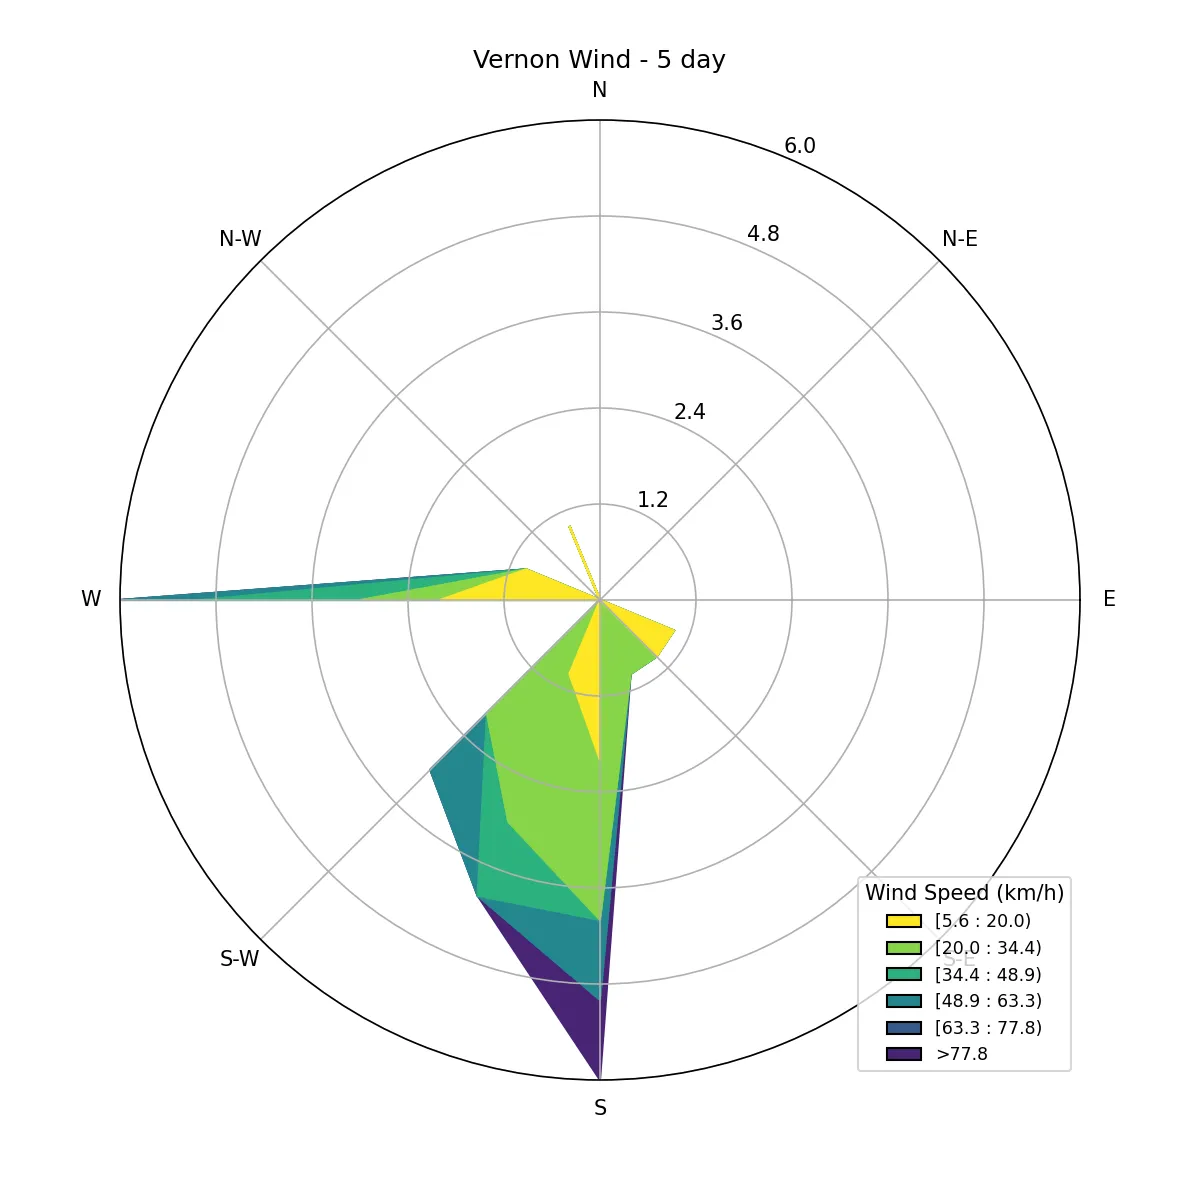 Vernon Wind - 5 day
N
6.0
N-W
4.8
N-E
3.6
2.4
1.2
W
E
Wind Speed (km/h)
[5.6 : 20.0)
[20.0 : 34.4)
S-W
S-E
[34.4 : 48.9)
[48.9 : 63.3)
[63.3 : 77.8)
>77.8
S